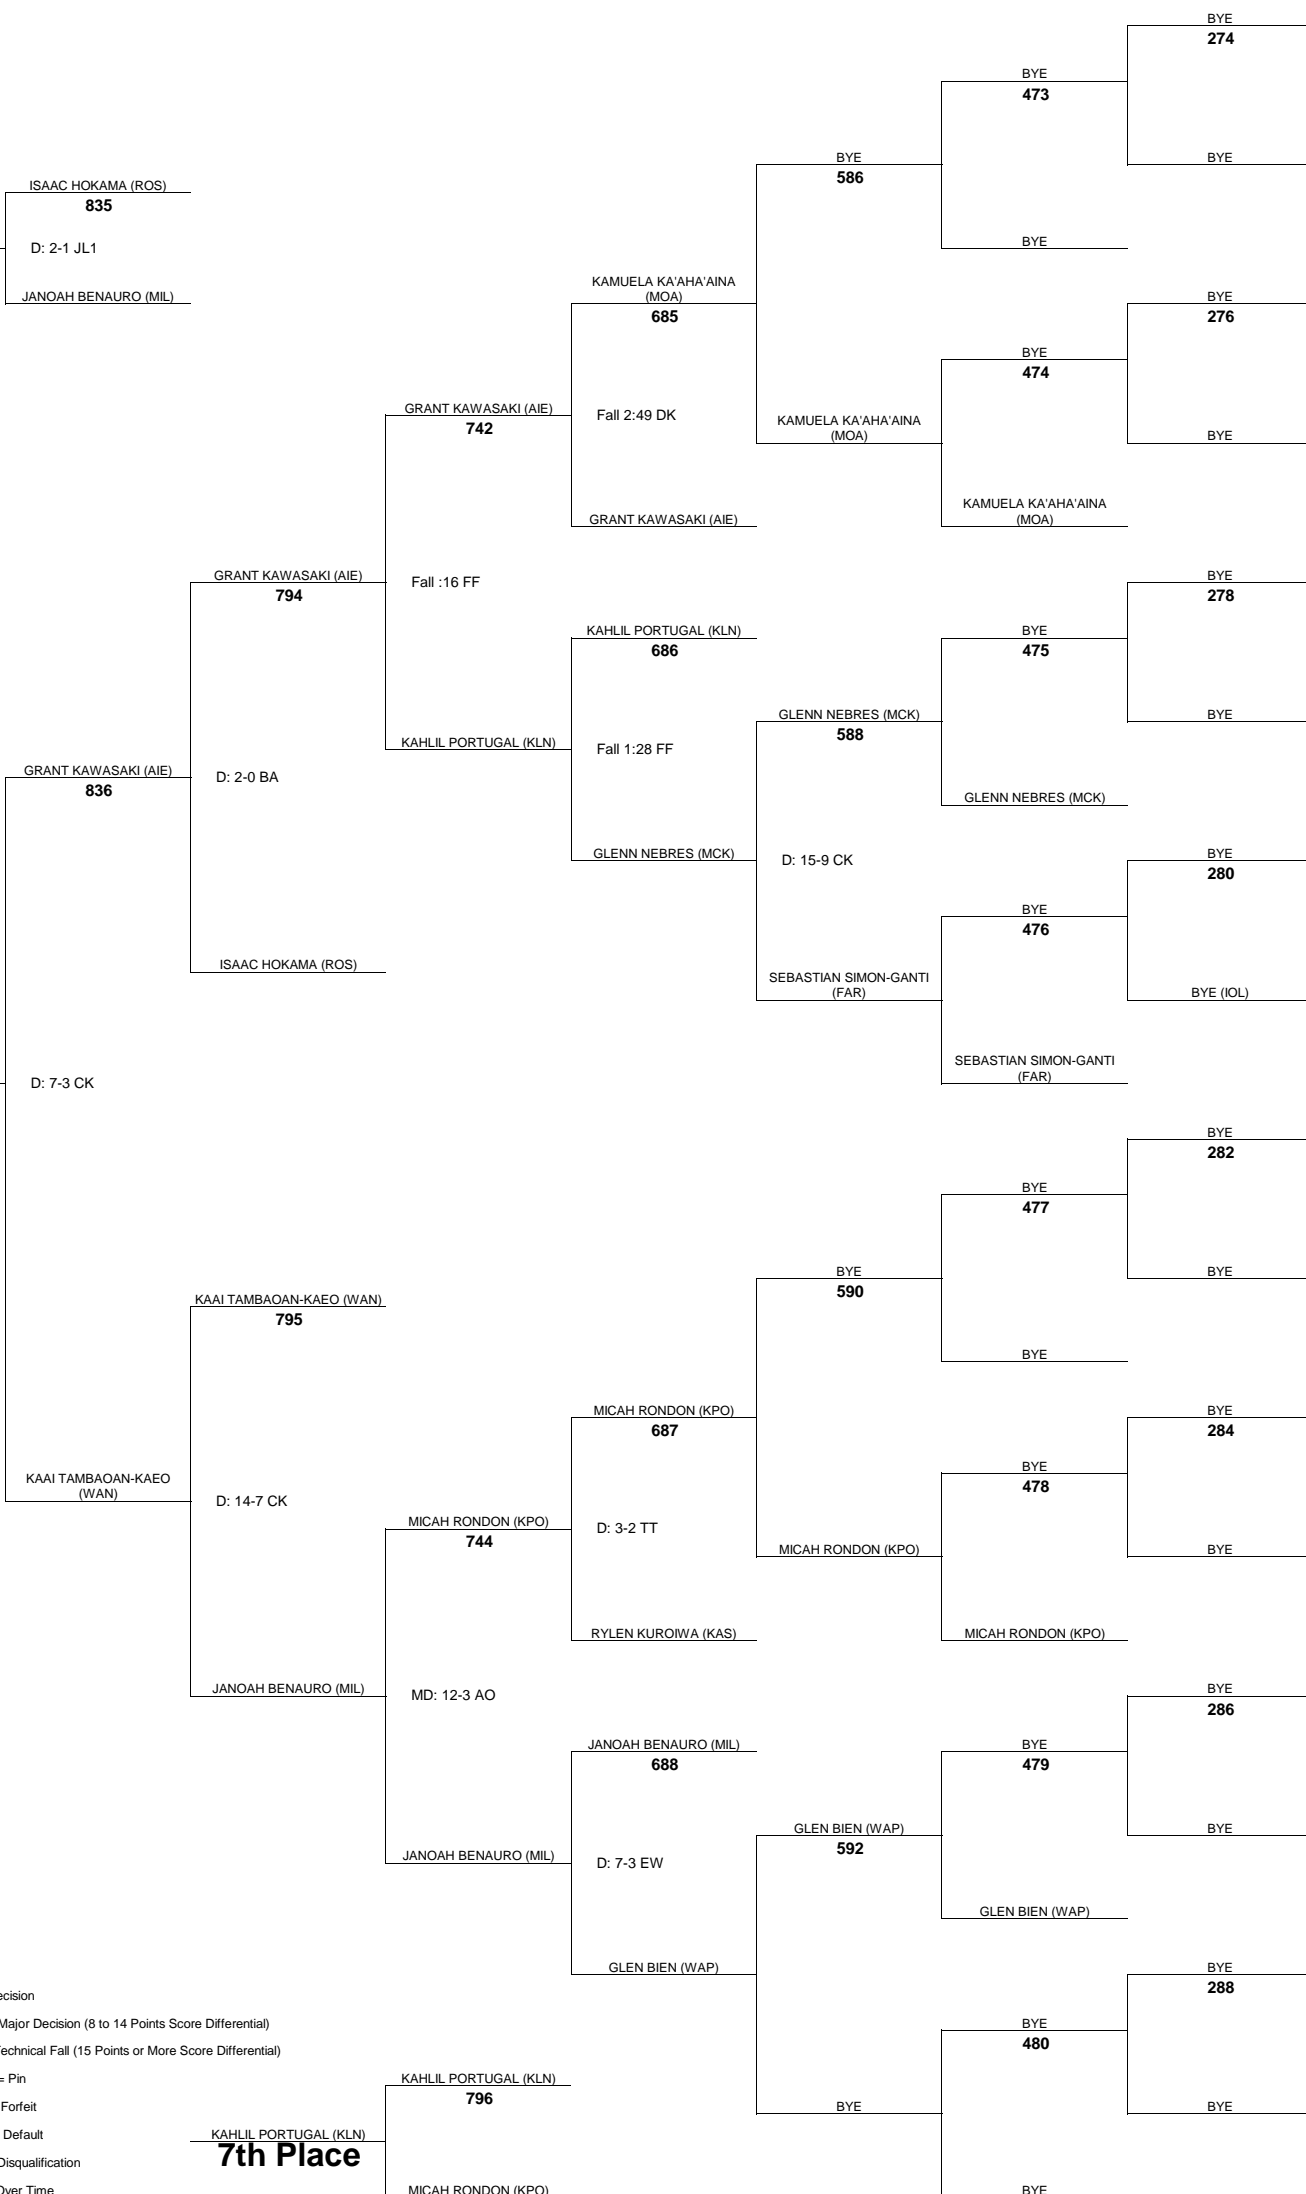 BYE
274
BYE
473
BYE
BYE
586
ISAAC HOKAMA (ROS)
835
D: 2-1 JL1
BYE
KAMUELA KA'AHA'AINA
(MOA)
685
JANOAH BENAURO (MIL)
BYE
276
BYE
474
GRANT KAWASAKI (AIE)
742
Fall 2:49 DK
KAMUELA KA'AHA'AINA
(MOA)
BYE
KAMUELA KA'AHA'AINA
(MOA)
GRANT KAWASAKI (AIE)
GRANT KAWASAKI (AIE)
794
Fall :16 FF
BYE
278
KAHLIL PORTUGAL (KLN)
686
BYE
475
GLENN NEBRES (MCK)
588
BYE
KAHLIL PORTUGAL (KLN)
Fall 1:28 FF
GRANT KAWASAKI (AIE)
836
D: 2-0 BA
GLENN NEBRES (MCK)
GLENN NEBRES (MCK)
D: 15-9 CK
BYE
280
BYE
476
ISAAC HOKAMA (ROS)
SEBASTIAN SIMON-GANTI
(FAR)
BYE (IOL)
SEBASTIAN SIMON-GANTI
(FAR)
D: 7-3 CK
BYE
282
BYE
477
BYE
590
BYE
KAAI TAMBAOAN-KAEO (WAN)
795
BYE
MICAH RONDON (KPO)
687
BYE
284
BYE
478
KAAI TAMBAOAN-KAEO
(WAN)
D: 14-7 CK
MICAH RONDON (KPO)
744
D: 3-2 TT
MICAH RONDON (KPO)
BYE
RYLEN KUROIWA (KAS)
MICAH RONDON (KPO)
JANOAH BENAURO (MIL)
MD: 12-3 AO
BYE
286
JANOAH BENAURO (MIL)
688
BYE
479
GLEN BIEN (WAP)
592
BYE
JANOAH BENAURO (MIL)
D: 7-3 EW
GLEN BIEN (WAP)
GLEN BIEN (WAP)
BYE
288
ecision
Major Decision (8 to 14 Points Score Differential)
BYE
480
echnical Fall (15 Points or More Score Differential)
= Pin
KAHLIL PORTUGAL (KLN)
796
Forfeit
BYE
BYE
Default
KAHLIL PORTUGAL (KLN)
7th Place
Disqualification
Over Time
MICAH RONDON (KPO)
BYE